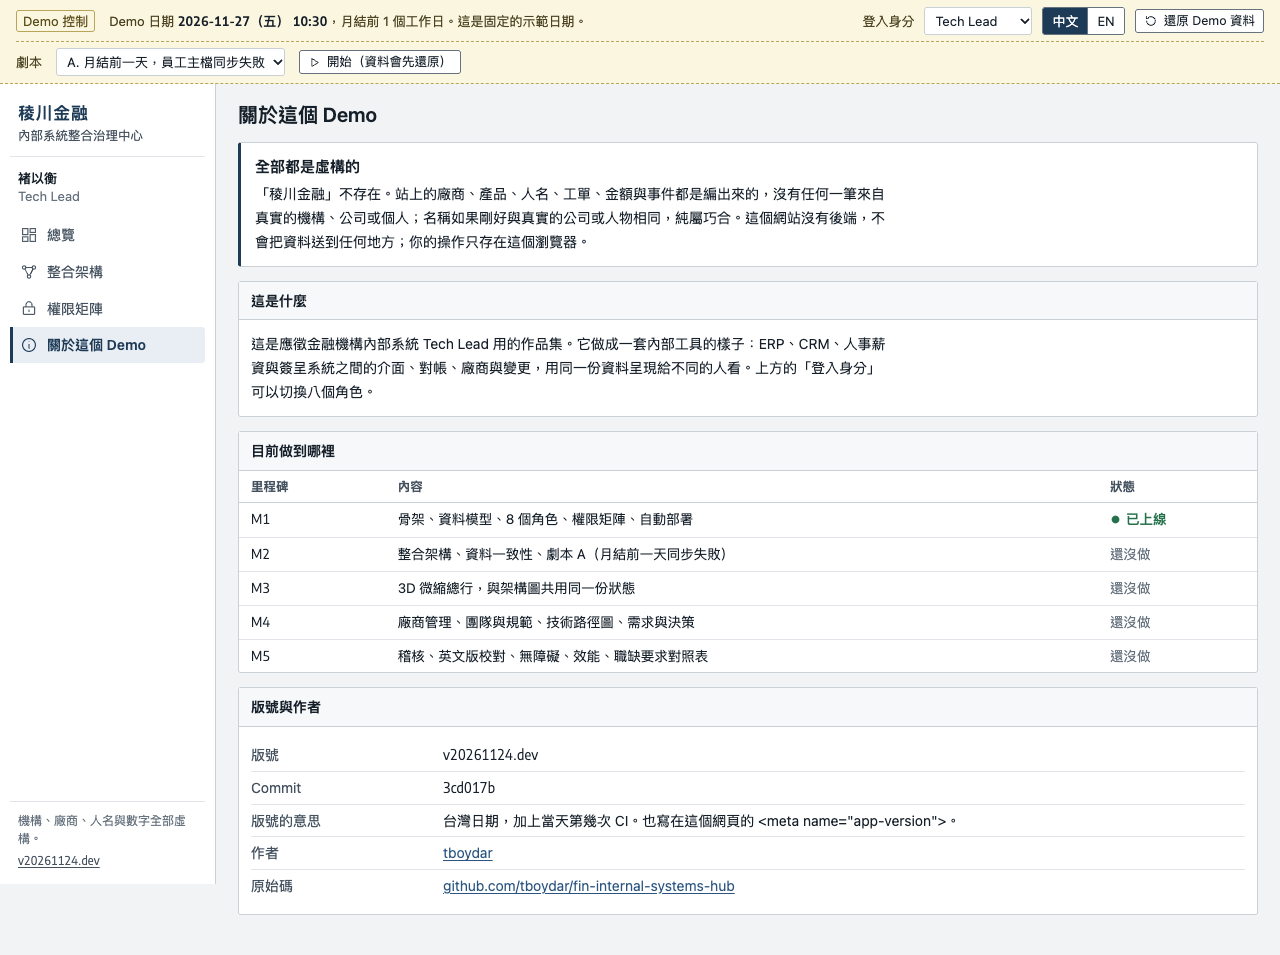 Demo 控制 Demo 日期 2026-11-27（五） 10:30，月結前 1 個工作日。這是固定的示範日期。 登入身分 Tech Lead 中文 EN 還原 Demo 資料
劇本 A. 月結前一天，員工主檔同步失敗 開始（資料會先還原）
稜川金融
內部系統整合治理中心
褚以衡
Tech Lead
總覽
整合架構
權限矩陣
關於這個 Demo
機構、廠商、人名與數字全部虛
構。
v20261124.dev
關於這個 Demo
全部都是虛構的
「稜川金融」不存在。站上的廠商、產品、人名、工單、金額與事件都是編出來的，沒有任何一筆來自
真實的機構、公司或個人；名稱如果剛好與真實的公司或人物相同，純屬巧合。這個網站沒有後端，不
會把資料送到任何地方；你的操作只存在這個瀏覽器。
這是什麼
這是應徵金融機構內部系統 Tech Lead 用的作品集。它做成一套內部工具的樣子：ERP、CRM、人事薪
資與簽呈系統之間的介面、對帳、廠商與變更，用同一份資料呈現給不同的人看。上方的「登入身分」
可以切換八個角色。
目前做到哪裡
里程碑 內容 狀態
M1 骨架、資料模型、8 個角色、權限矩陣、自動部署 已上線
M2 整合架構、資料一致性、劇本 A（月結前一天同步失敗） 還沒做
M3 3D 微縮總行，與架構圖共用同一份狀態 還沒做
M4 廠商管理、團隊與規範、技術路徑圖、需求與決策 還沒做
M5 稽核、英文版校對、無障礙、效能、職缺要求對照表 還沒做
版號與作者
版號 v20261124.dev
Commit 3cd017b
版號的意思 台灣日期，加上當天第幾次 CI。也寫在這個網頁的 <meta name="app-version">。
作者 tboydar
原始碼 github.com/tboydar/fin-internal-systems-hub